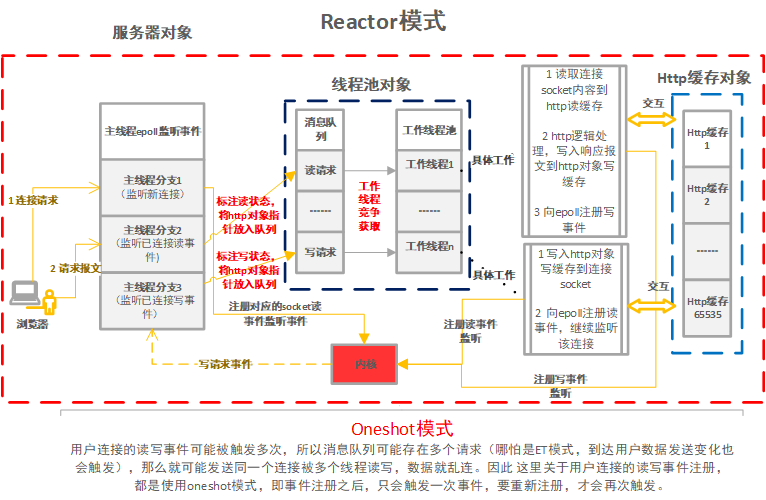 Reactor模式
服务器对象
线程池对象
Http缓存对象
主线程epoll监听事件
主线程分支1
（监听新连接）
主线程分支2
（监听已连接读事
件)
主线程分支3
（监听已连接写事
件）
1 连接请求
2 请求报文
浏览器
标注读状态，
将http对象指
针放入队列
标注写状态，
将http对象指
针放入队列
消息队
列
读请求
------
写请求
工作
线程
竞争
获取
工作线程池
工作线程1
------
工作线程n
具体工作
具体工作
1 读取连接
socket内容到
http读缓存
2 http逻辑处
理，写入响应报
文到http对象写
缓存
3 向epoll注册写
事件
1 写入http对象
写缓存到连接
socket
2 向epoll注册读
事件，继续监听
该连接
交互
交互
Http缓存
1
Http缓存
2
------
Http缓存
65535
注册对应的socket读
事件监听事件
内核
写请求事件
注册读事件
监听
注册写事件
监听
Oneshot模式
用户连接的读写事件可能被触发多次，所以消息队列可能存在多个请求（哪怕是ET模式，到达用户数据发送变化也
会触发），那么就可能发送同一个连接被多个线程读写，数据就乱连。因此 这里关于用户连接的读写事件注册，
都是使用oneshot模式，即事件注册之后，只会触发一次事件，要重新注册，才会再次触发。